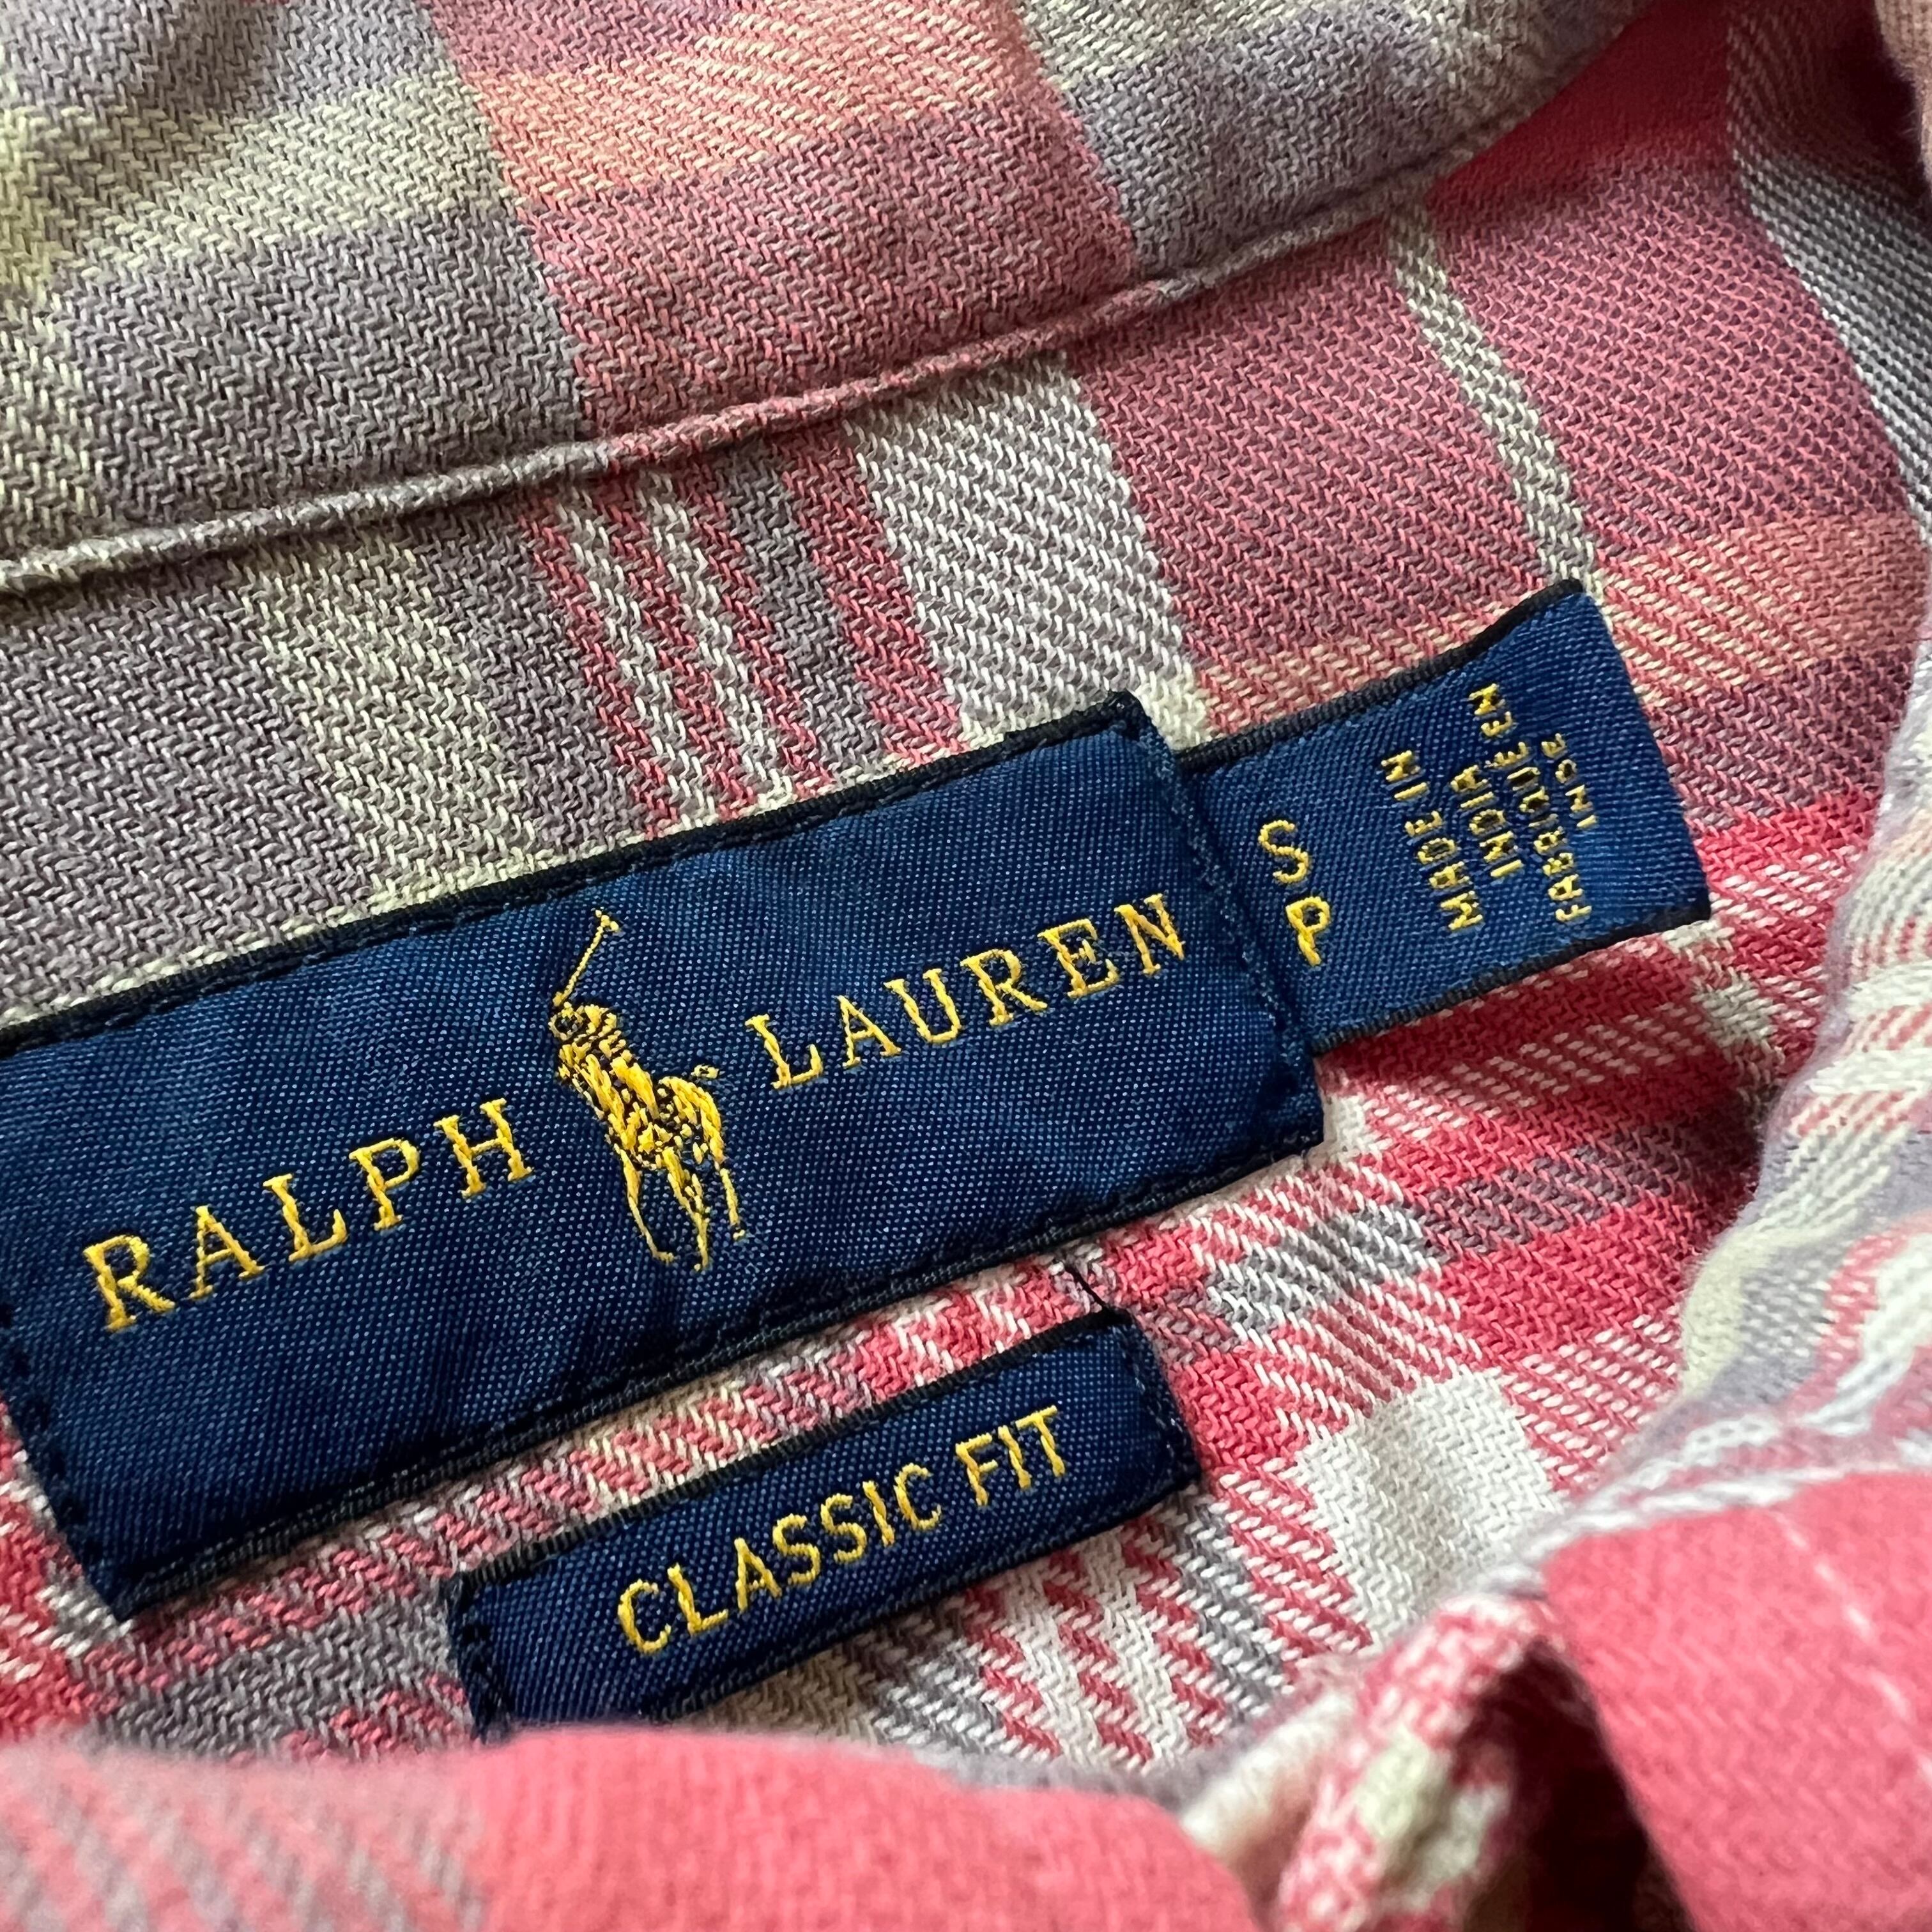 RALPH LAUREN
S
P
MADE IN
INDIA
FABRIQUÉ EN
INDE
CLASSIC FIT